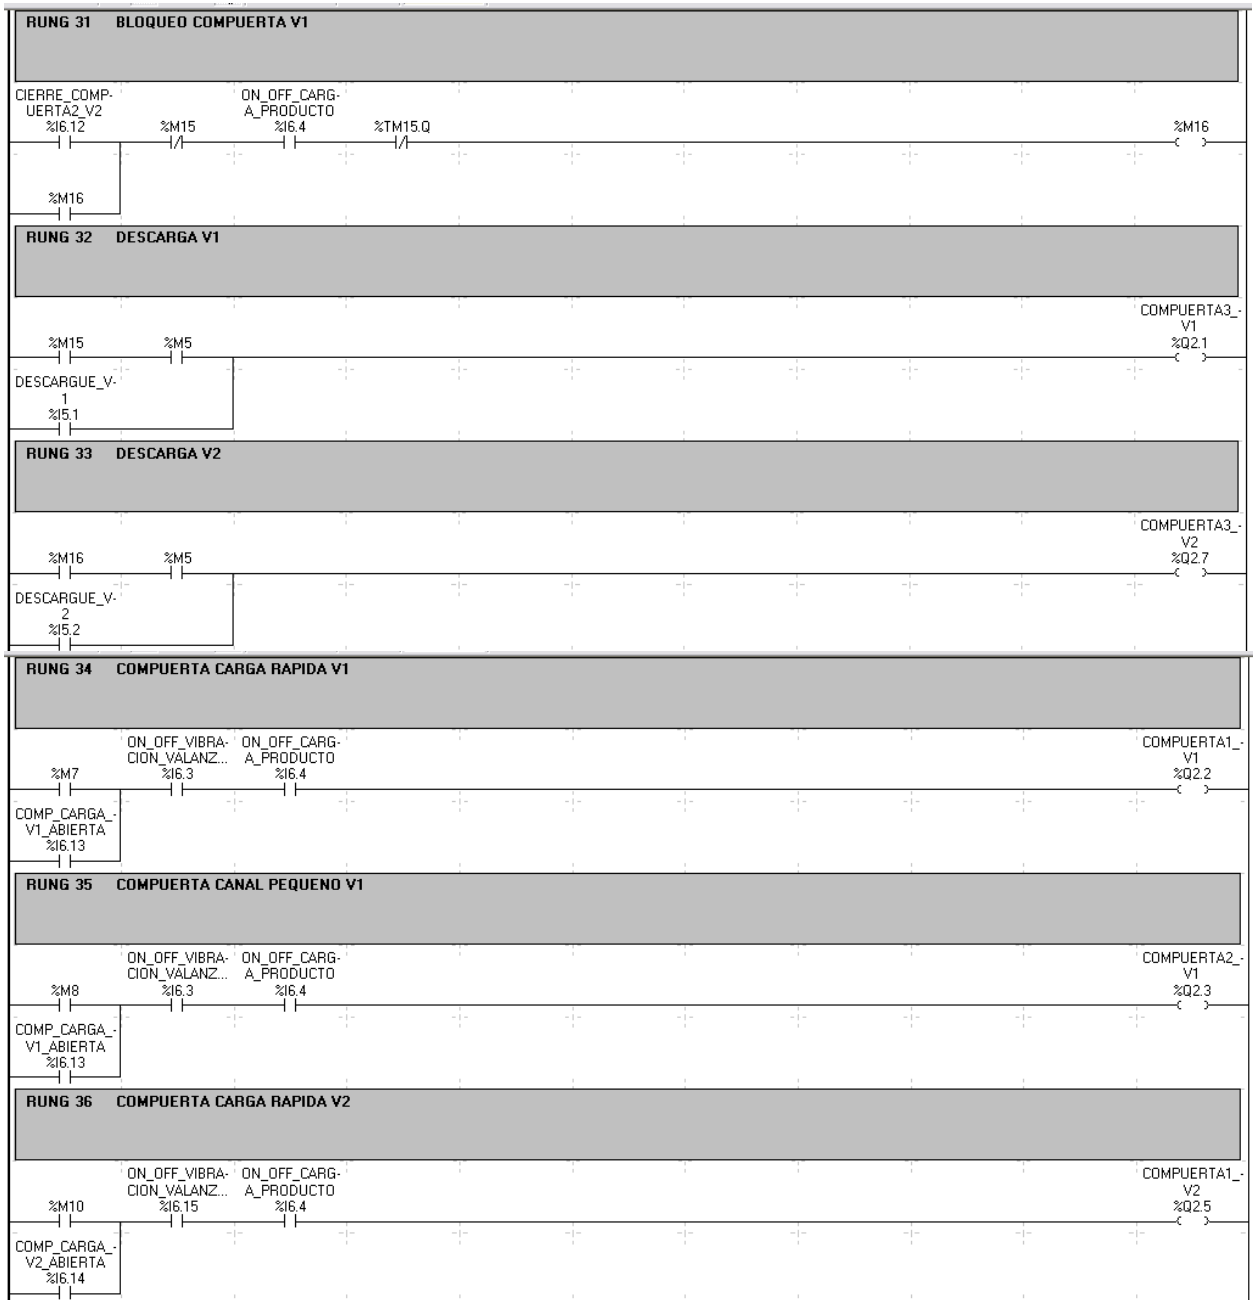 RUNG 31 BLOQUEO COMPUERTA V1
CIERRE_COMP- ON_OFF_CARG-
UERTA2_V2 A_PRODUCTO
%I6.12 %M15 %I6.4 %TM15.Q %M16
%M16
RUNG 32 DESCARGA V1
COMPUERTA3_-
V1
%M15 %M5 %Q2.1
DESCARGUE_V-
1
%I5.1
RUNG 33 DESCARGA V2
COMPUERTA3_-
V2
%M16 %M5 %Q2.7
DESCARGUE_V-
2
%I5.2
RUNG 34 COMPUERTA CARGA RAPIDA V1
ON_OFF_VIBRA- ON_OFF_CARG- COMPUERTA1_-
CION_VALANZ... A_PRODUCTO V1
%M7 %I6.3 %I6.4 %Q2.2
COMP_CARGA_-
V1_ABIERTA
%I6.13
RUNG 35 COMPUERTA CANAL PEQUENO V1
ON_OFF_VIBRA- ON_OFF_CARG- COMPUERTA2_-
CION_VALANZ... A_PRODUCTO V1
%M8 %I6.3 %I6.4 %Q2.3
COMP_CARGA_-
V1_ABIERTA
%I6.13
RUNG 36 COMPUERTA CARGA RAPIDA V2
ON_OFF_VIBRA- ON_OFF_CARG- COMPUERTA1_-
CION_VALANZ... A_PRODUCTO V2
%M10 %I6.15 %I6.4 %Q2.5
COMP_CARGA_-
V2_ABIERTA
%I6.14